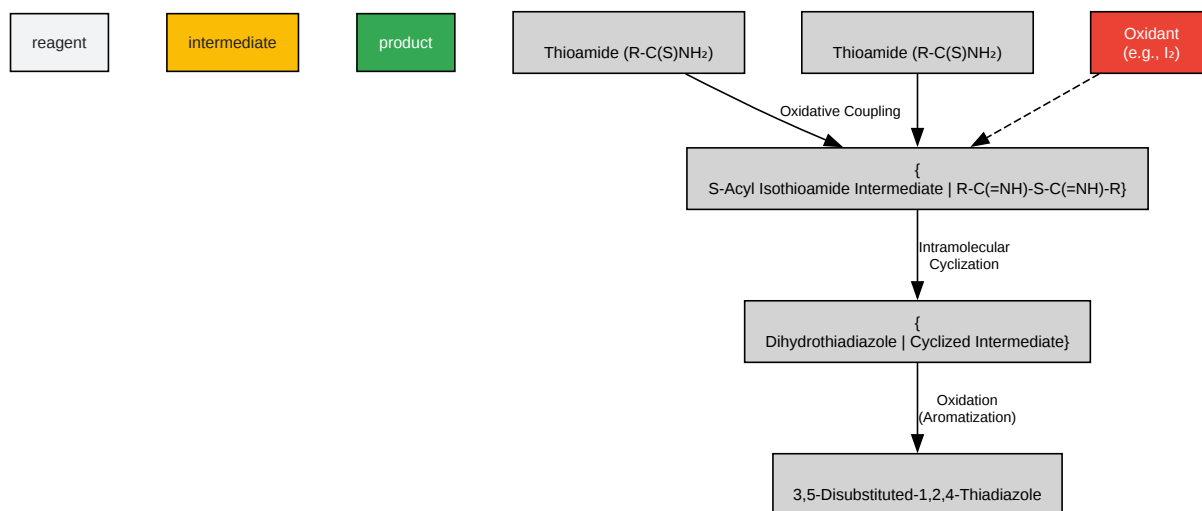 reagent
intermediate
product
Thioamide (R-C(S)NH₂)
Thioamide (R-C(S)NH₂)
Oxidant
(e.g., I₂)
Oxidative Coupling
{
S-Acyl Isothioamide Intermediate | R-C(=NH)-S-C(=NH)-R}
Intramolecular
Cyclization
{
Dihydrothiadiazole | Cyclized Intermediate}
Oxidation
(Aromatization)
3,5-Disubstituted-1,2,4-Thiadiazole